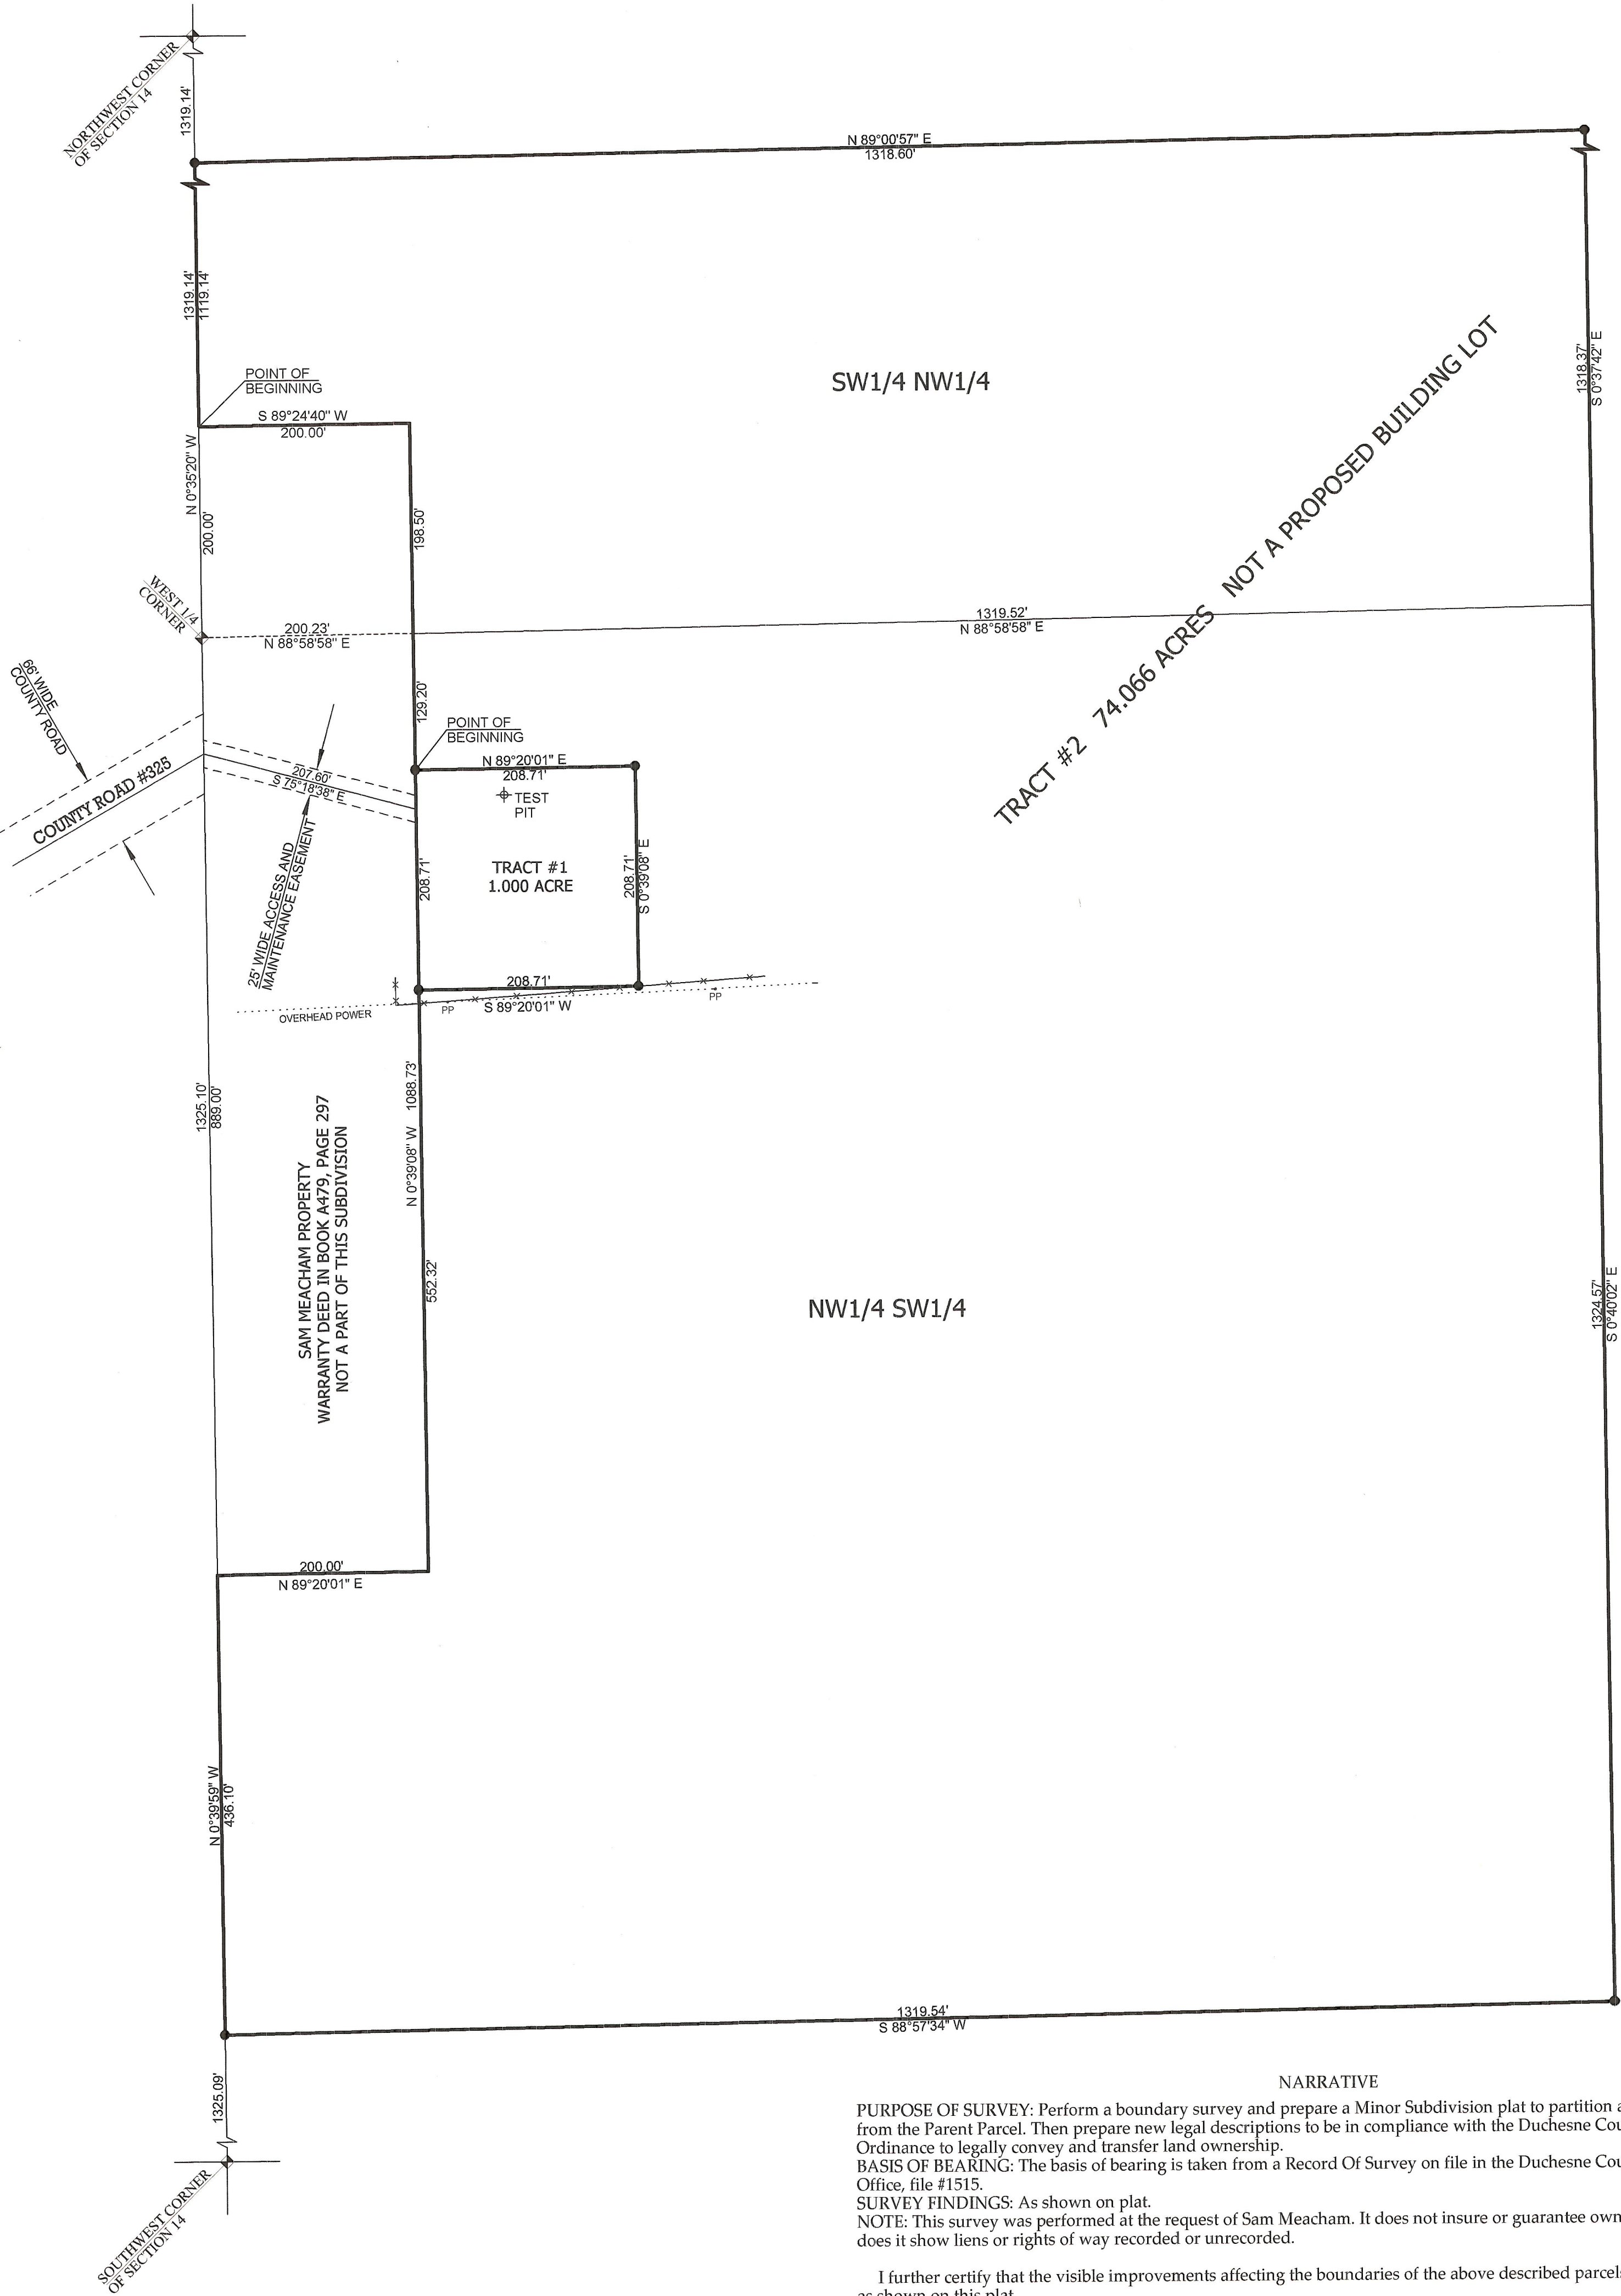 NORTHWEST CORNER
OF SECTION 14
1319.14'
N 89°00'57" E
1318.60'
1319.14'
1119.14'
SW1/4 NW1/4
1318.37'
S 0°37'42" E
POINT OF
BEGINNING
S 89°24'40" W
200.00'
N 0°35'20" W
200.00'
198.50'
TRACT #2 74.066 ACRES NOT A PROPOSED BUILDING LOT
WEST 1/4
CORNER
200.23'
N 88°58'58" E
1319.52'
N 88°58'58" E
66' WIDE
COUNTY ROAD
COUNTY ROAD #325
129.20'
POINT OF
BEGINNING
207.60'
S 75°18'38" E
25' WIDE ACCESS AND
MAINTENANCE EASEMENT
N 89°20'01" E
208.71'
TEST
PIT
TRACT #1
1.000 ACRE
208.71'
208.71'
S 0°39'08" E
208.71'
S 89°20'01" W
OVERHEAD POWER
PP
PP
1325.10'
889.00'
N 0°39'08" W 1088.73'
SAM MEACHAM PROPERTY
WARRANTY DEED IN BOOK A479, PAGE 297
NOT A PART OF THIS SUBDIVISION
552.32'
NW1/4 SW1/4
1324.57'
S 0°40'02" E
200.00'
N 89°20'01" E
N 0°39'59" W
436.10'
1319.54'
S 88°57'34" W
1325.09'
SOUTHWEST CORNER
OF SECTION 14
NARRATIVE
PURPOSE OF SURVEY: Perform a boundary survey and prepare a Minor Subdivision plat to partition
from the Parent Parcel. Then prepare new legal descriptions to be in compliance with the Duchesne Cou
Ordinance to legally convey and transfer land ownership.
BASIS OF BEARING: The basis of bearing is taken from a Record Of Survey on file in the Duchesne Cou
Office, file #1515.
SURVEY FINDINGS: As shown on plat.
NOTE: This survey was performed at the request of Sam Meacham. It does not insure or guarantee own
does it show liens or rights of way recorded or unrecorded.
I further certify that the visible improvements affecting the boundaries of the above described parcel
as shown on this plat.